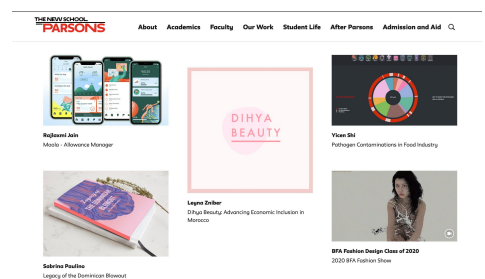 THE NEW SCHOOL
PARSONS
About Academics Faculty Our Work Student Life After Parsons Admission and Aid
Rajlaxmi Jain
Moola - Allowance Manager
DIHYA
BEAUTY
Leyna Zniber
Dihya Beauty: Advancing Economic Inclusion in
Morocco
Yicen Shi
Pathogen Contaminations in Food Industry
Sabrina Paulino
Legacy of the Dominican Blowout
BFA Fashion Design Class of 2020
2020 BFA Fashion Show